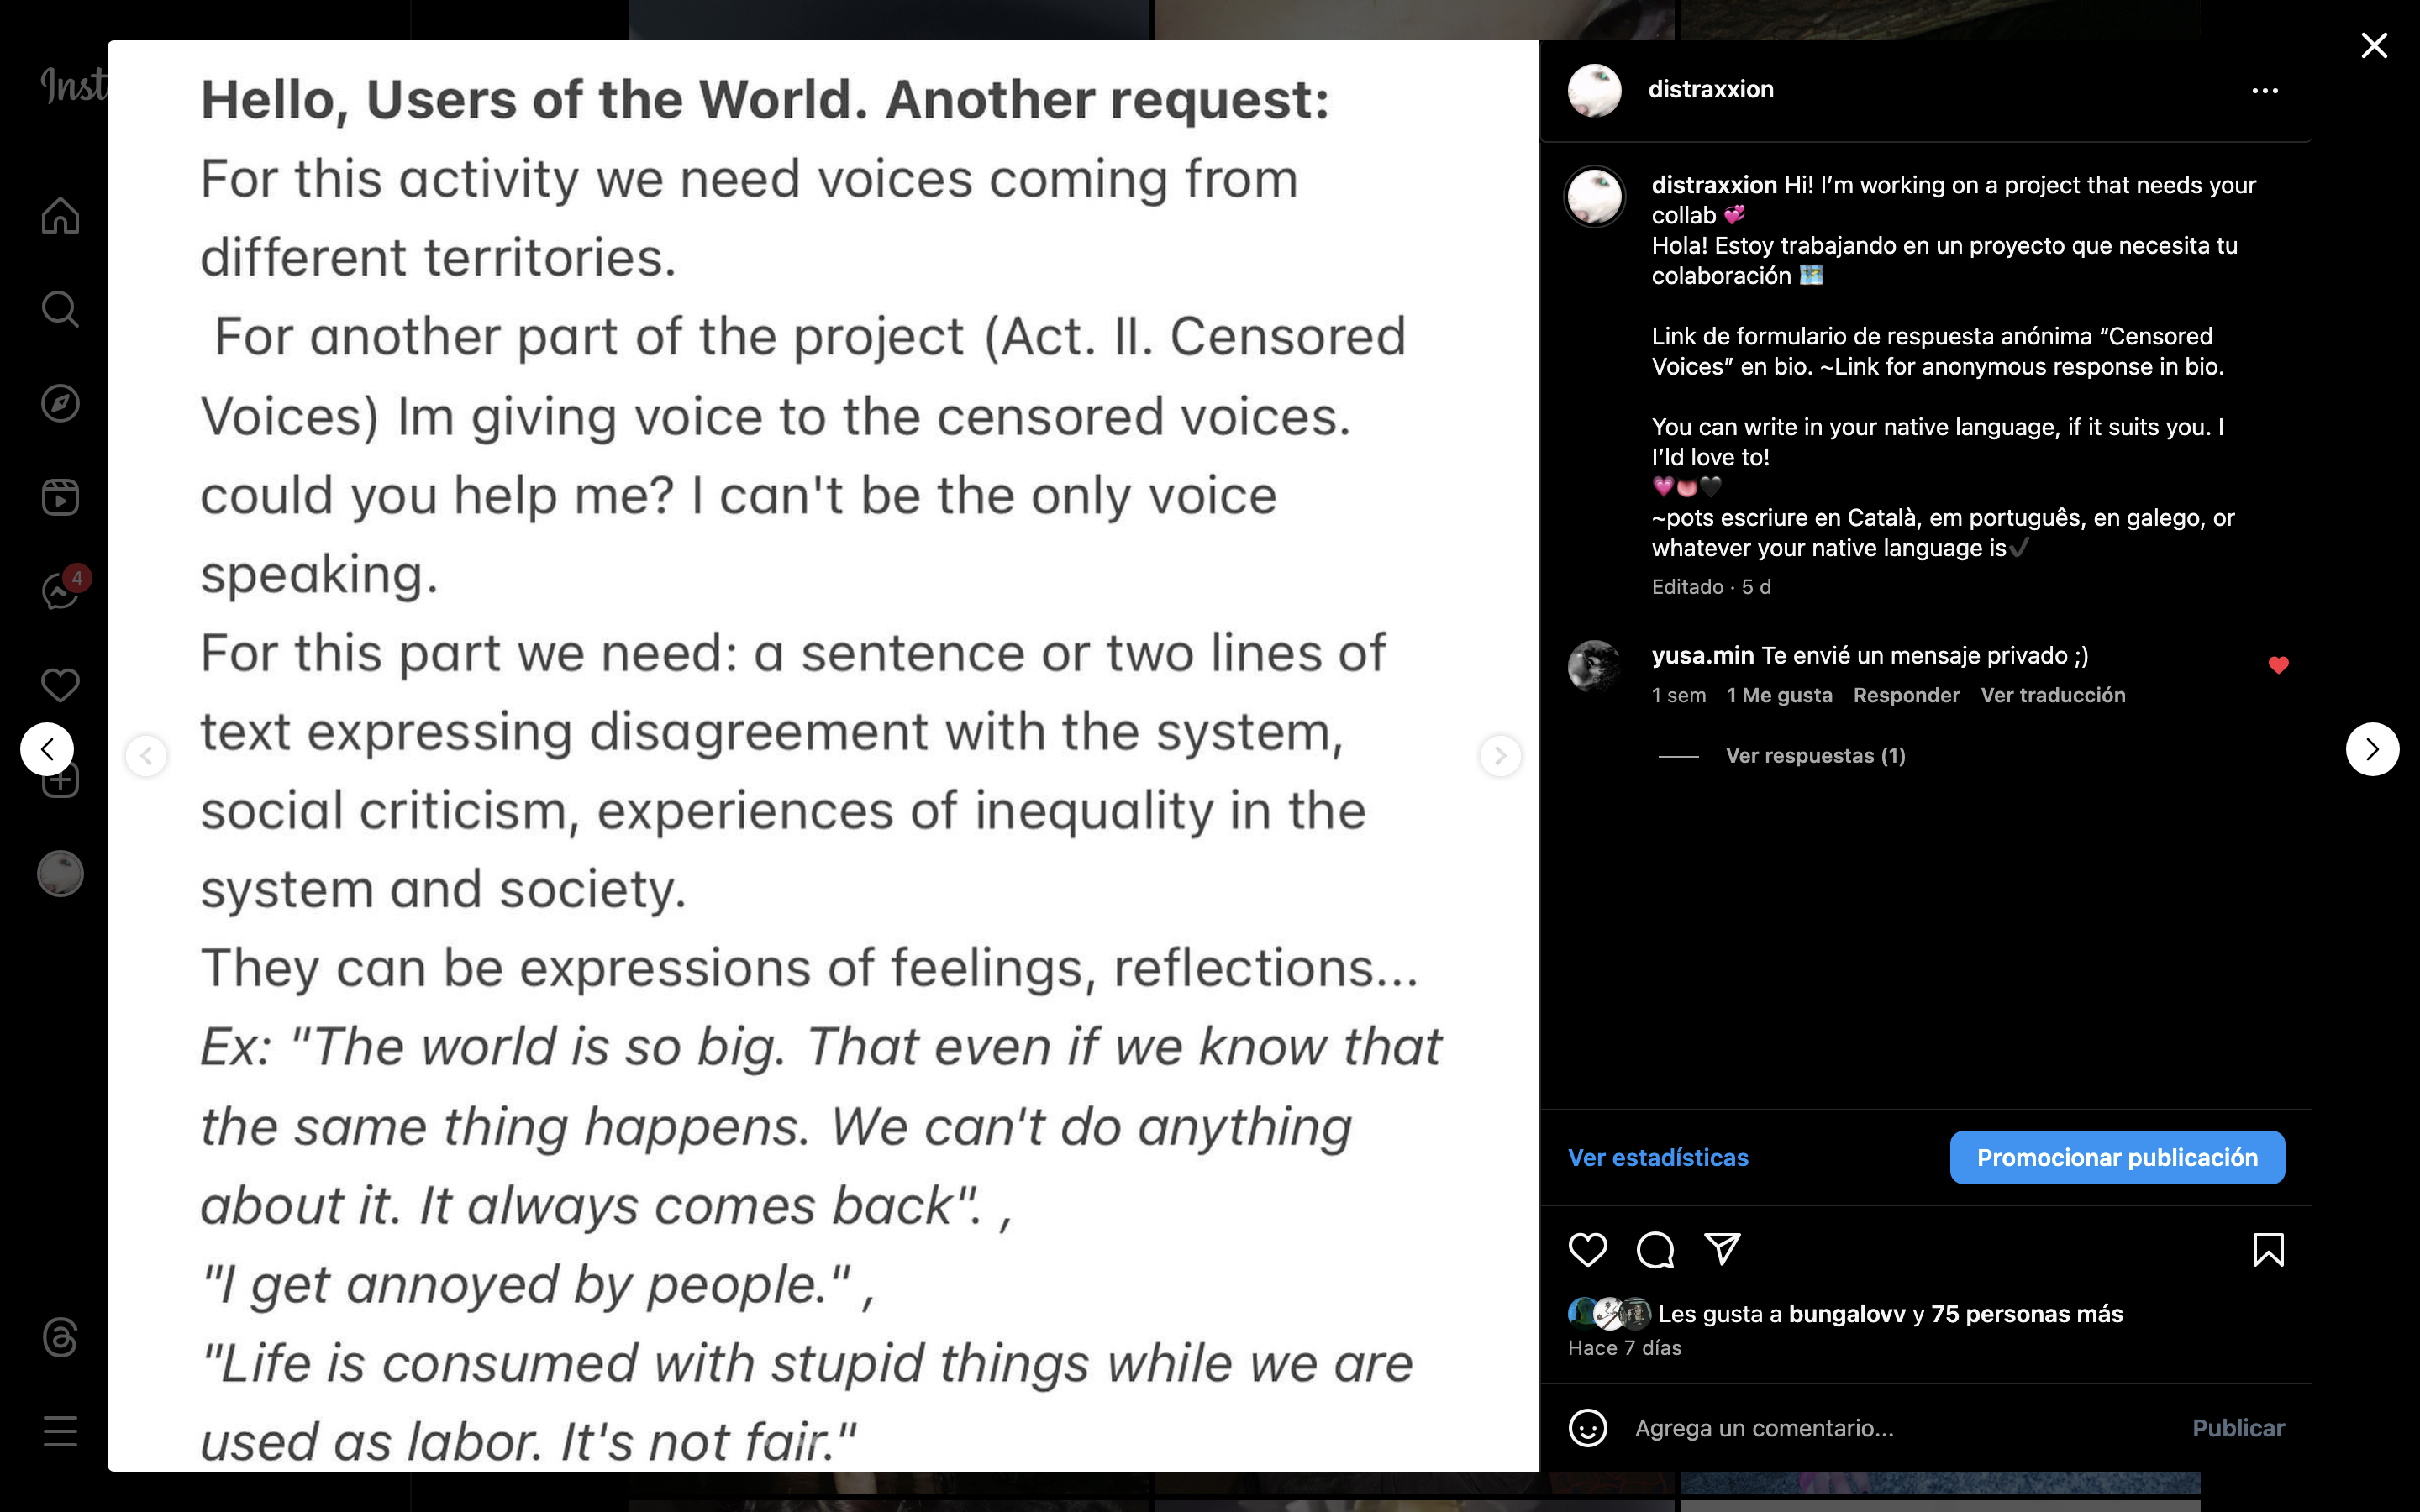 Inst
4
Hello, Users of the World. Another request:
For this activity we need voices coming from
different territories.
For another part of the project (Act. II. Censored
Voices) Im giving voice to the censored voices.
could you help me? I can't be the only voice
speaking.
For this part we need: a sentence or two lines of
text expressing disagreement with the system,
social criticism, experiences of inequality in the
system and society.
They can be expressions of feelings, reflections...
Ex: "The world is so big. That even if we know that
the same thing happens. We can't do anything
about it. It always comes back". ,
"I get annoyed by people." ,
"Life is consumed with stupid things while we are
used as labor. It's not fair."
distraxxion
distraxxion Hi! I’m working on a project that needs your
collab 💞
Hola! Estoy trabajando en un proyecto que necesita tu
colaboración 🗺️
Link de formulario de respuesta anónima “Censored
Voices” en bio. ~Link for anonymous response in bio.
You can write in your native language, if it suits you. I
I’ld love to!
💗👅🖤
~pots escriure en Català, em português, en galego, or
whatever your native language is✔️
Editado · 5 d
yusa.min Te envié un mensaje privado ;)
1 sem 1 Me gusta Responder Ver traducción
Ver respuestas (1)
Ver estadísticas
Promocionar publicación
Les gusta a bungalovv y 75 personas más
Hace 7 días
Agrega un comentario...
Publicar